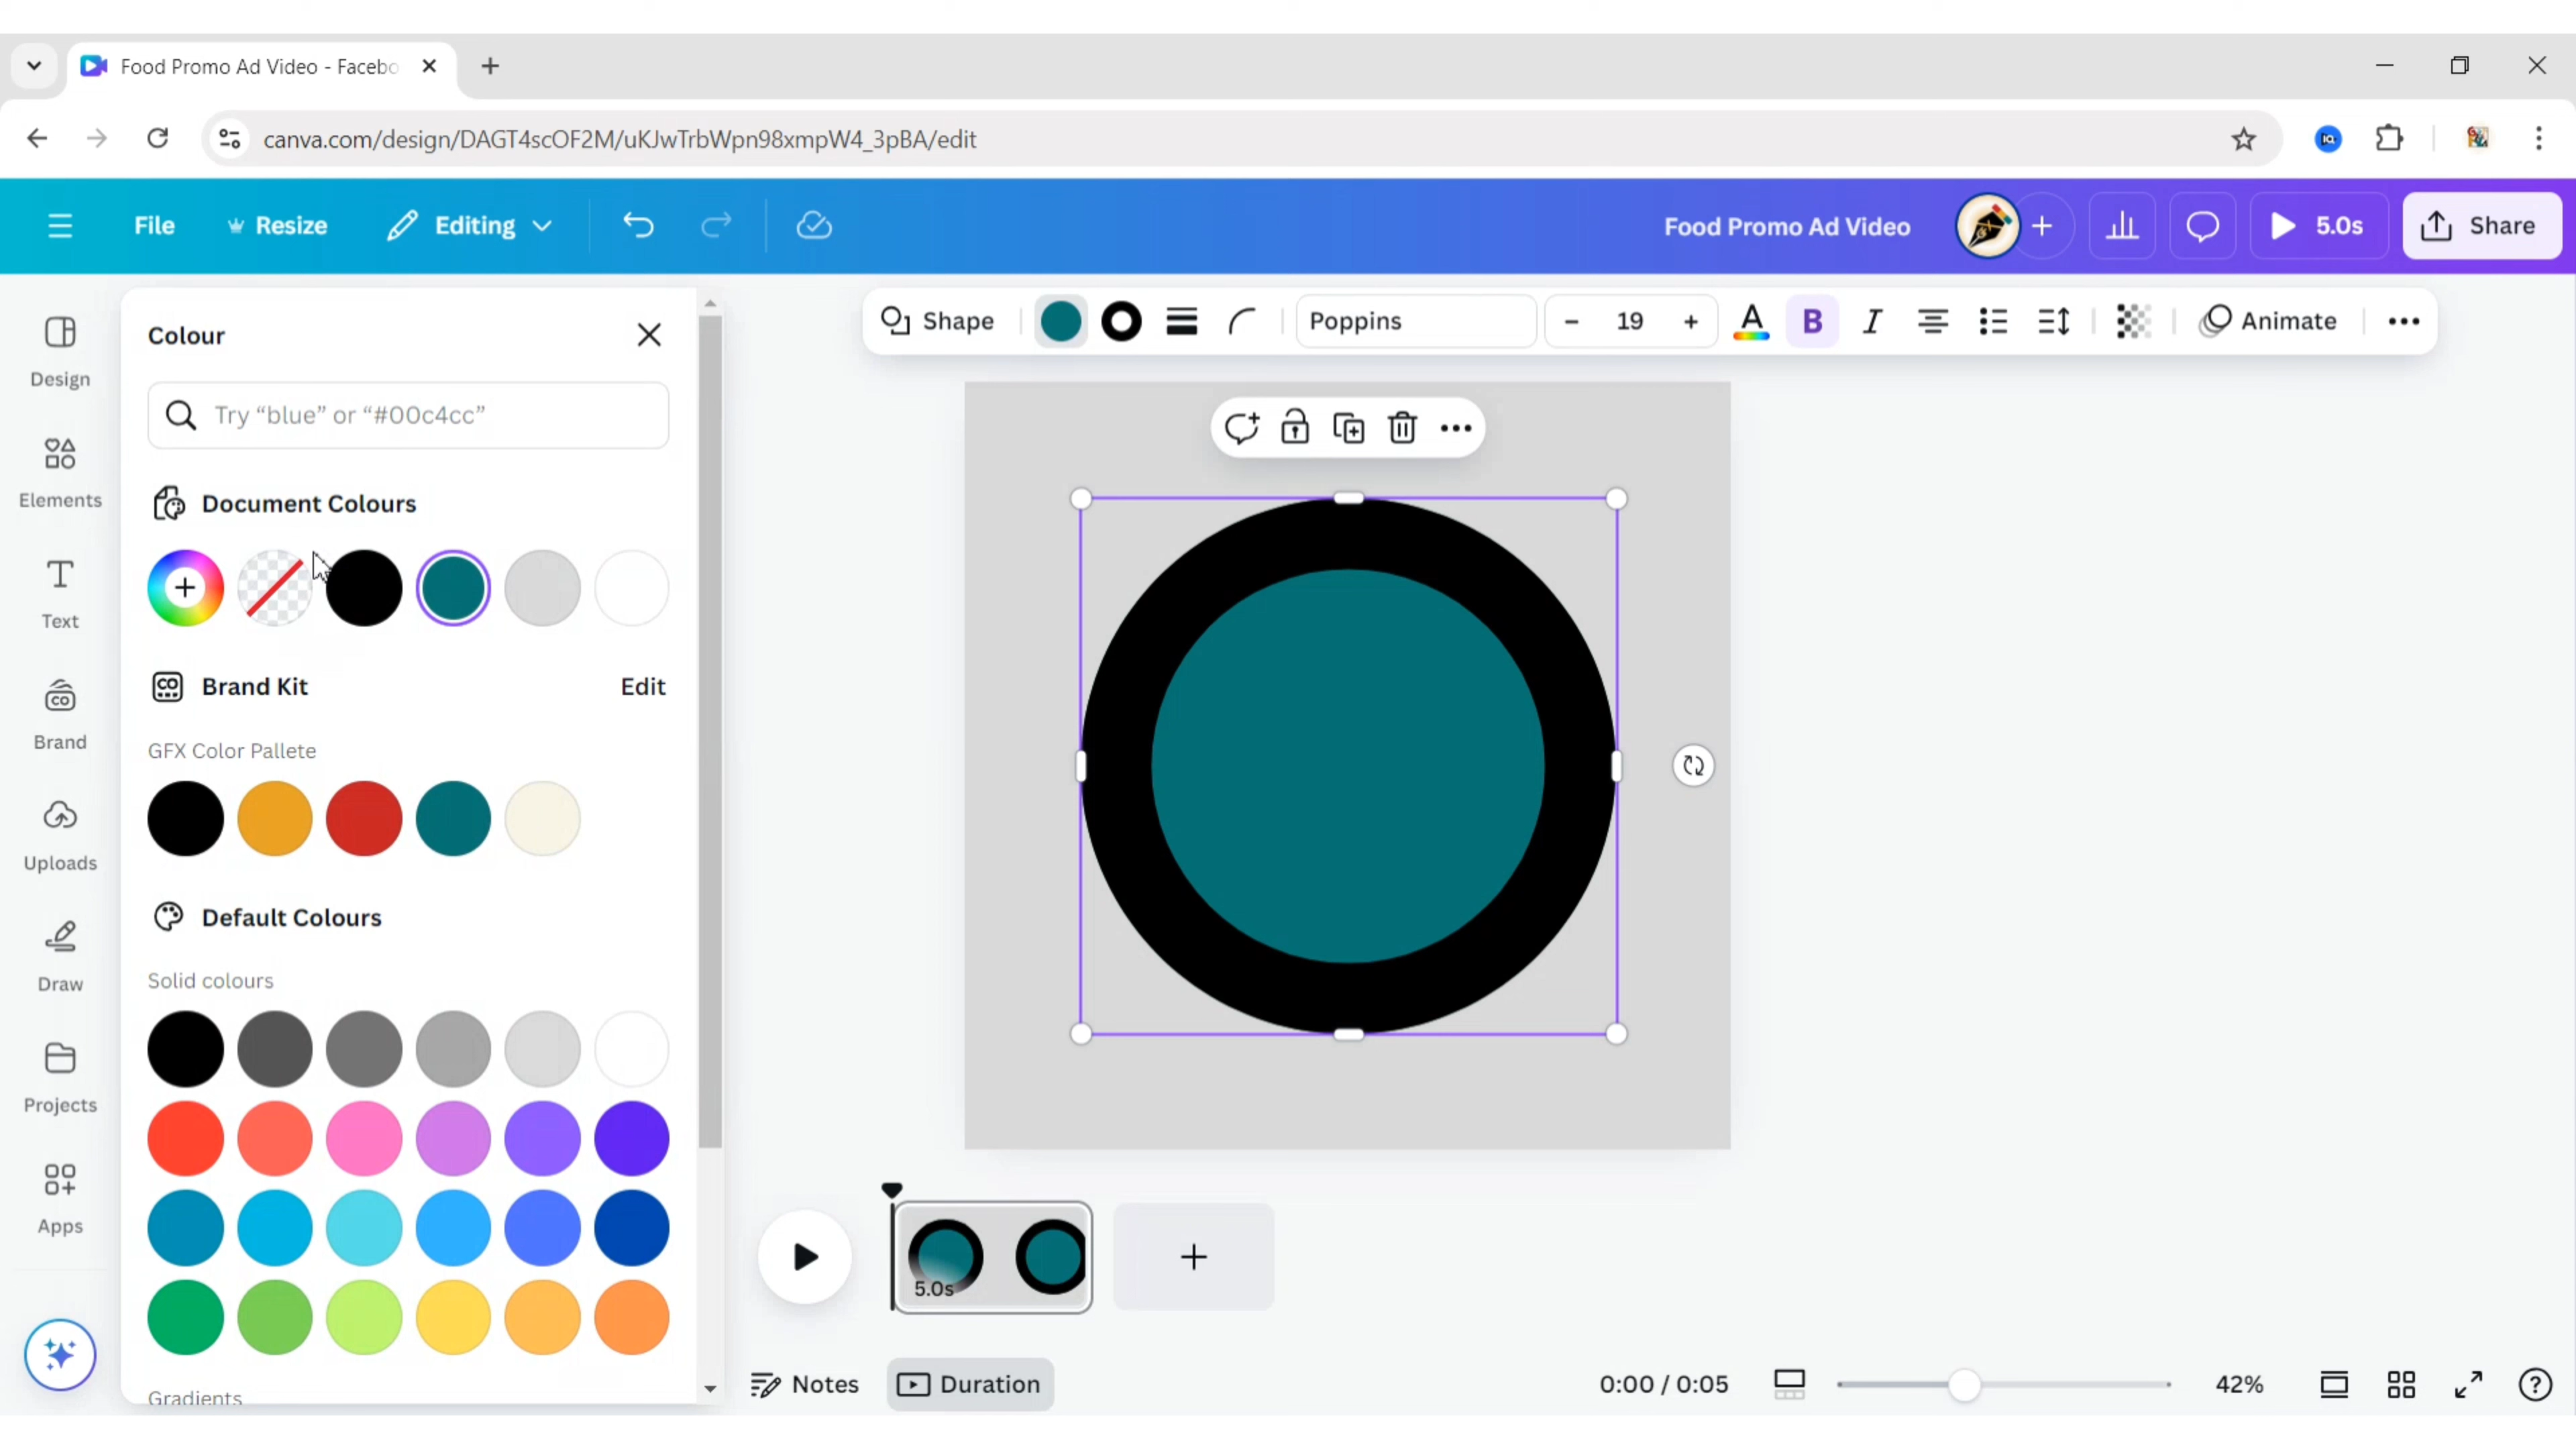 Food Promo Ad Video - Facebo
canva.com/design/DAGT4scOF2M/uKJwTrbWpn98xmpW4_3pBA/edit
File Resize Editing Food Promo Ad Video 5.0s Share
Design
Elements
Text
Brand
Uploads
Draw
Projects
Apps
Colour
Try “blue” or “#00c4cc”
Document Colours
Brand Kit Edit
GFX Color Pallete
Default Colours
Solid colours
Gradients
Shape Poppins – 19 + A B I Animate
5.0s
Notes Duration 0:00 / 0:05 42%